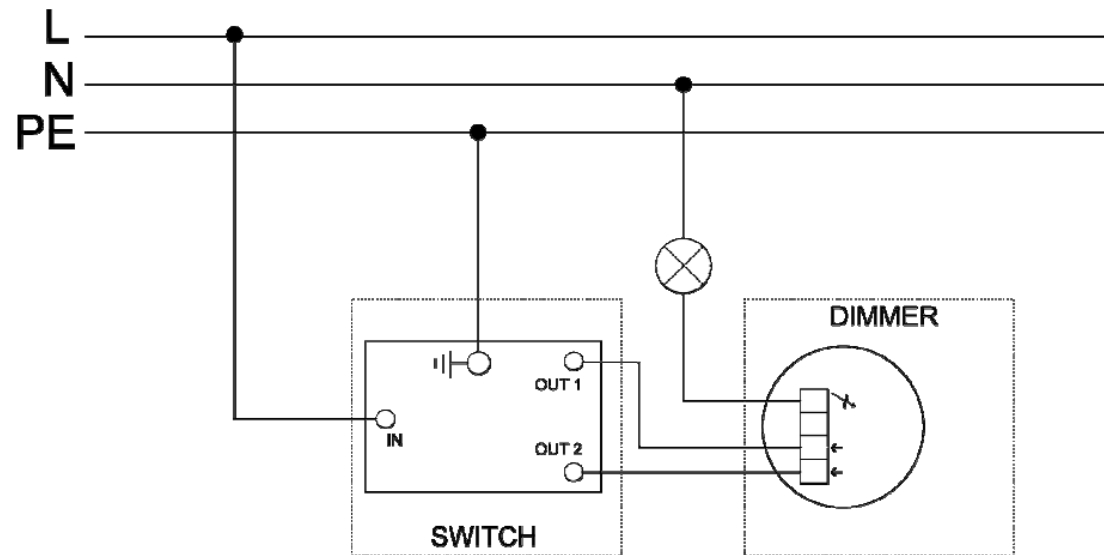 L
N
PE
DIMMER
OUT 1
IN
OUT 2
SWITCH